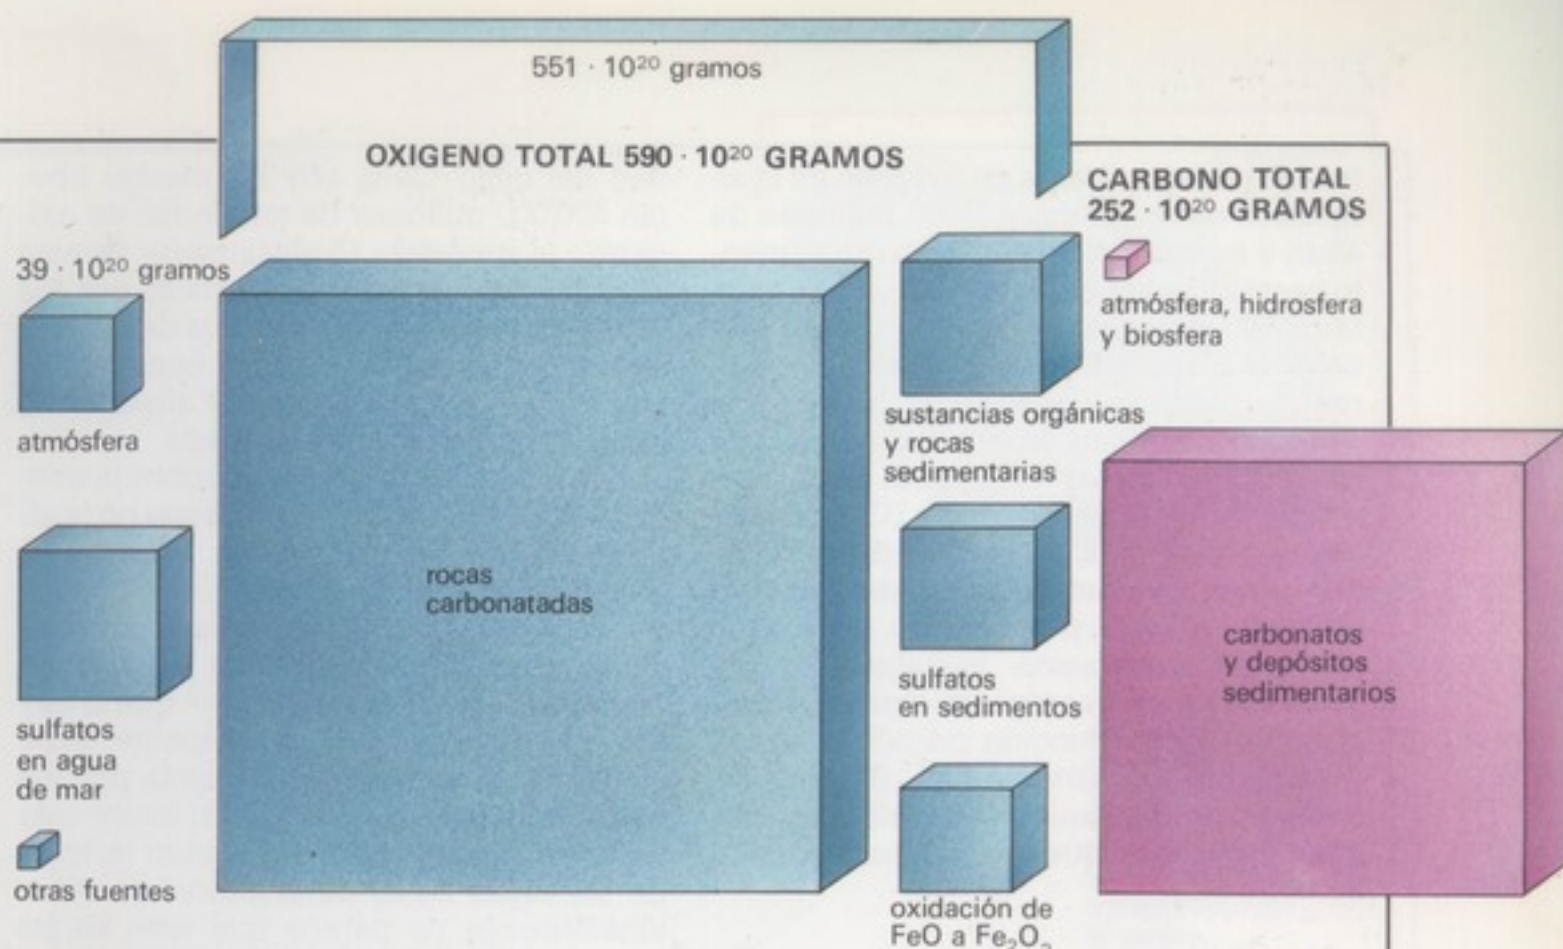 551 · 10²⁰ gramos
OXIGENO TOTAL 590 · 10²⁰ GRAMOS
CARBONO TOTAL
252 · 10²⁰ GRAMOS
39 · 10²⁰ gramos
atmósfera
sulfatos
en agua
de mar
otras fuentes
rocas
carbonatadas
sustancias orgánicas
y rocas
sedimentarias
sulfatos
en sedimentos
oxidación de
FeO a Fe₂O₃
atmósfera, hidrosfera
y biosfera
carbonatos
y depósitos
sedimentarios